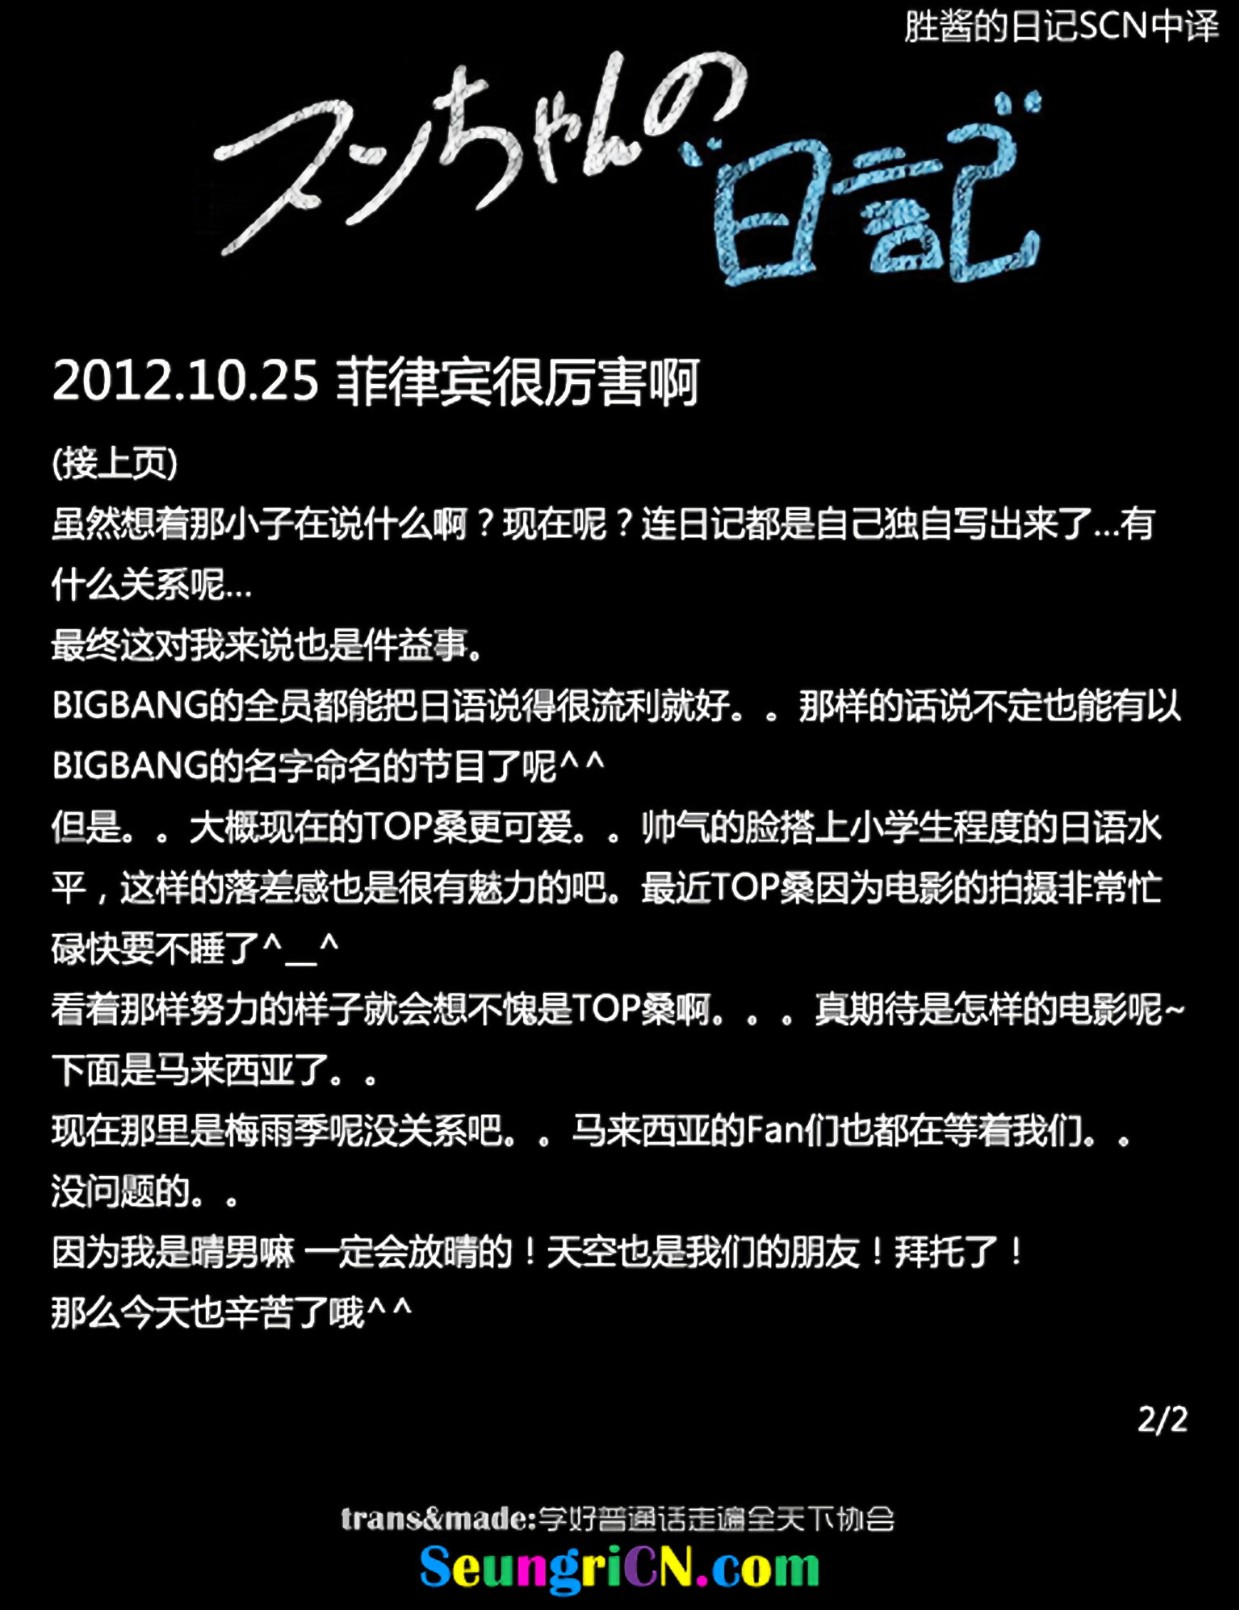 胜酱的日记SCN中译
スンちゃんの
日記
2012.10.25 菲律宾很厉害啊
(接上页)
虽然想着那小子在说什么啊？现在呢？连日记都是自己独自写出来了...有
什么关系呢...
最终这对我来说也是件益事。
BIGBANG的全员都能把日语说得很流利就好。。那样的话说不定也能有以
BIGBANG的名字命名的节目了呢^^
但是。。大概现在的TOP桑更可爱。。帅气的脸搭上小学生程度的日语水
平，这样的落差感也是很有魅力的吧。最近TOP桑因为电影的拍摄非常忙
碌快要不睡了^__^
看着那样努力的样子就会想不愧是TOP桑啊。。。真期待是怎样的电影呢~
下面是马来西亚了。。
现在那里是梅雨季呢没关系吧。。马来西亚的Fan们也都在等着我们。。
没问题的。。
因为我是晴男嘛 一定会放晴的！天空也是我们的朋友！拜托了！
那么今天也辛苦了哦^^
2/2
trans&made:学好普通话走遍全天下协会
SeungriCN.com